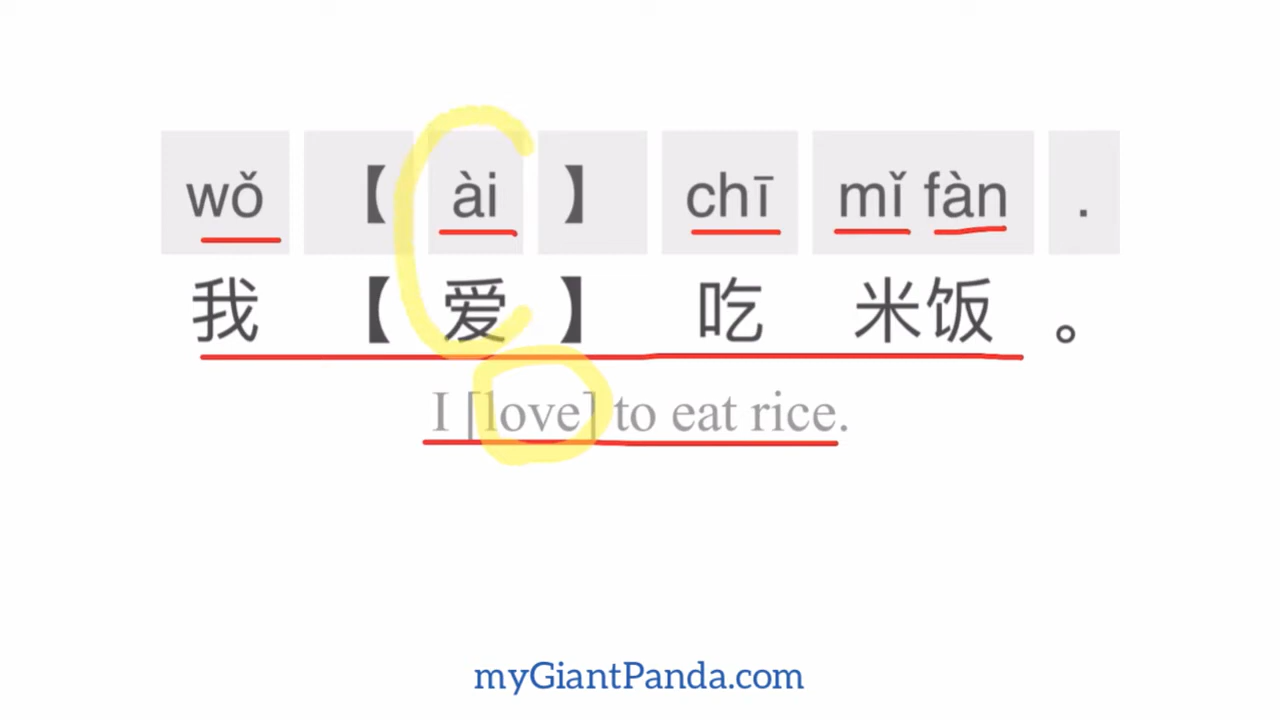 wǒ 【 ài 】 chī mǐ fàn .
我 【 爱 】 吃 米饭 。
I [love] to eat rice.
myGiantPanda.com